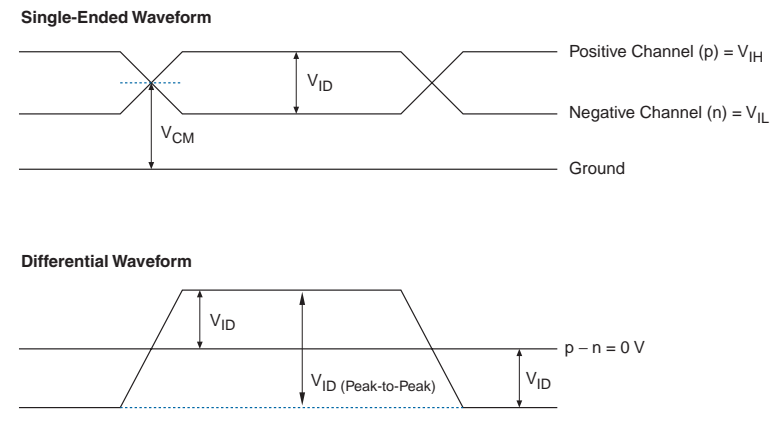 Single-Ended Waveform
Positive Channel (p) = VIH
VID
Negative Channel (n) = VIL
VCM
Ground
Differential Waveform
VID
p − n = 0 V
VID (Peak-to-Peak)
VID